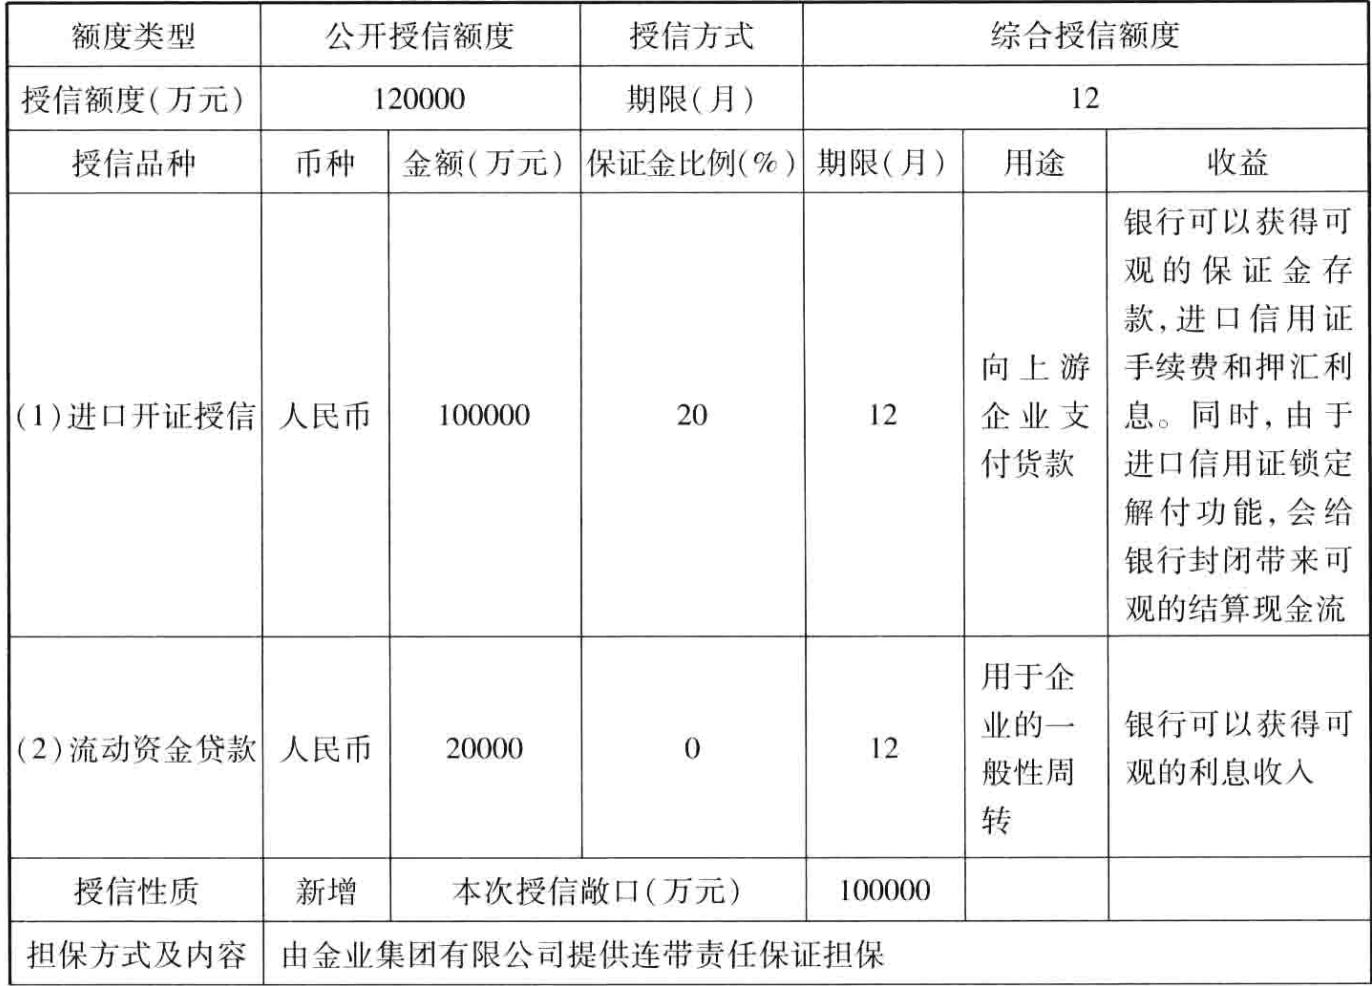 额度类型 公开授信额度 授信方式 综合授信额度
授信额度(万元) 120000 期限(月) 12
授信品种 币种 金额(万元) 保证金比例(%) 期限(月) 用途 收益
(1)进口开证授信 人民币 100000 20 12
向上游
企业支
付货款
银行可以获得可
观的保证金存
款,进口信用证
手续费和押汇利
息。同时,由于
进口信用证锁定
解付功能,会给
银行封闭带来可
观的结算现金流
(2)流动资金贷款 人民币 20000 0 12
用于企
业的一
般性周
转
银行可以获得可
观的利息收入
授信性质 新增 本次授信敞口(万元) 100000
担保方式及内容 由金业集团有限公司提供连带责任保证担保